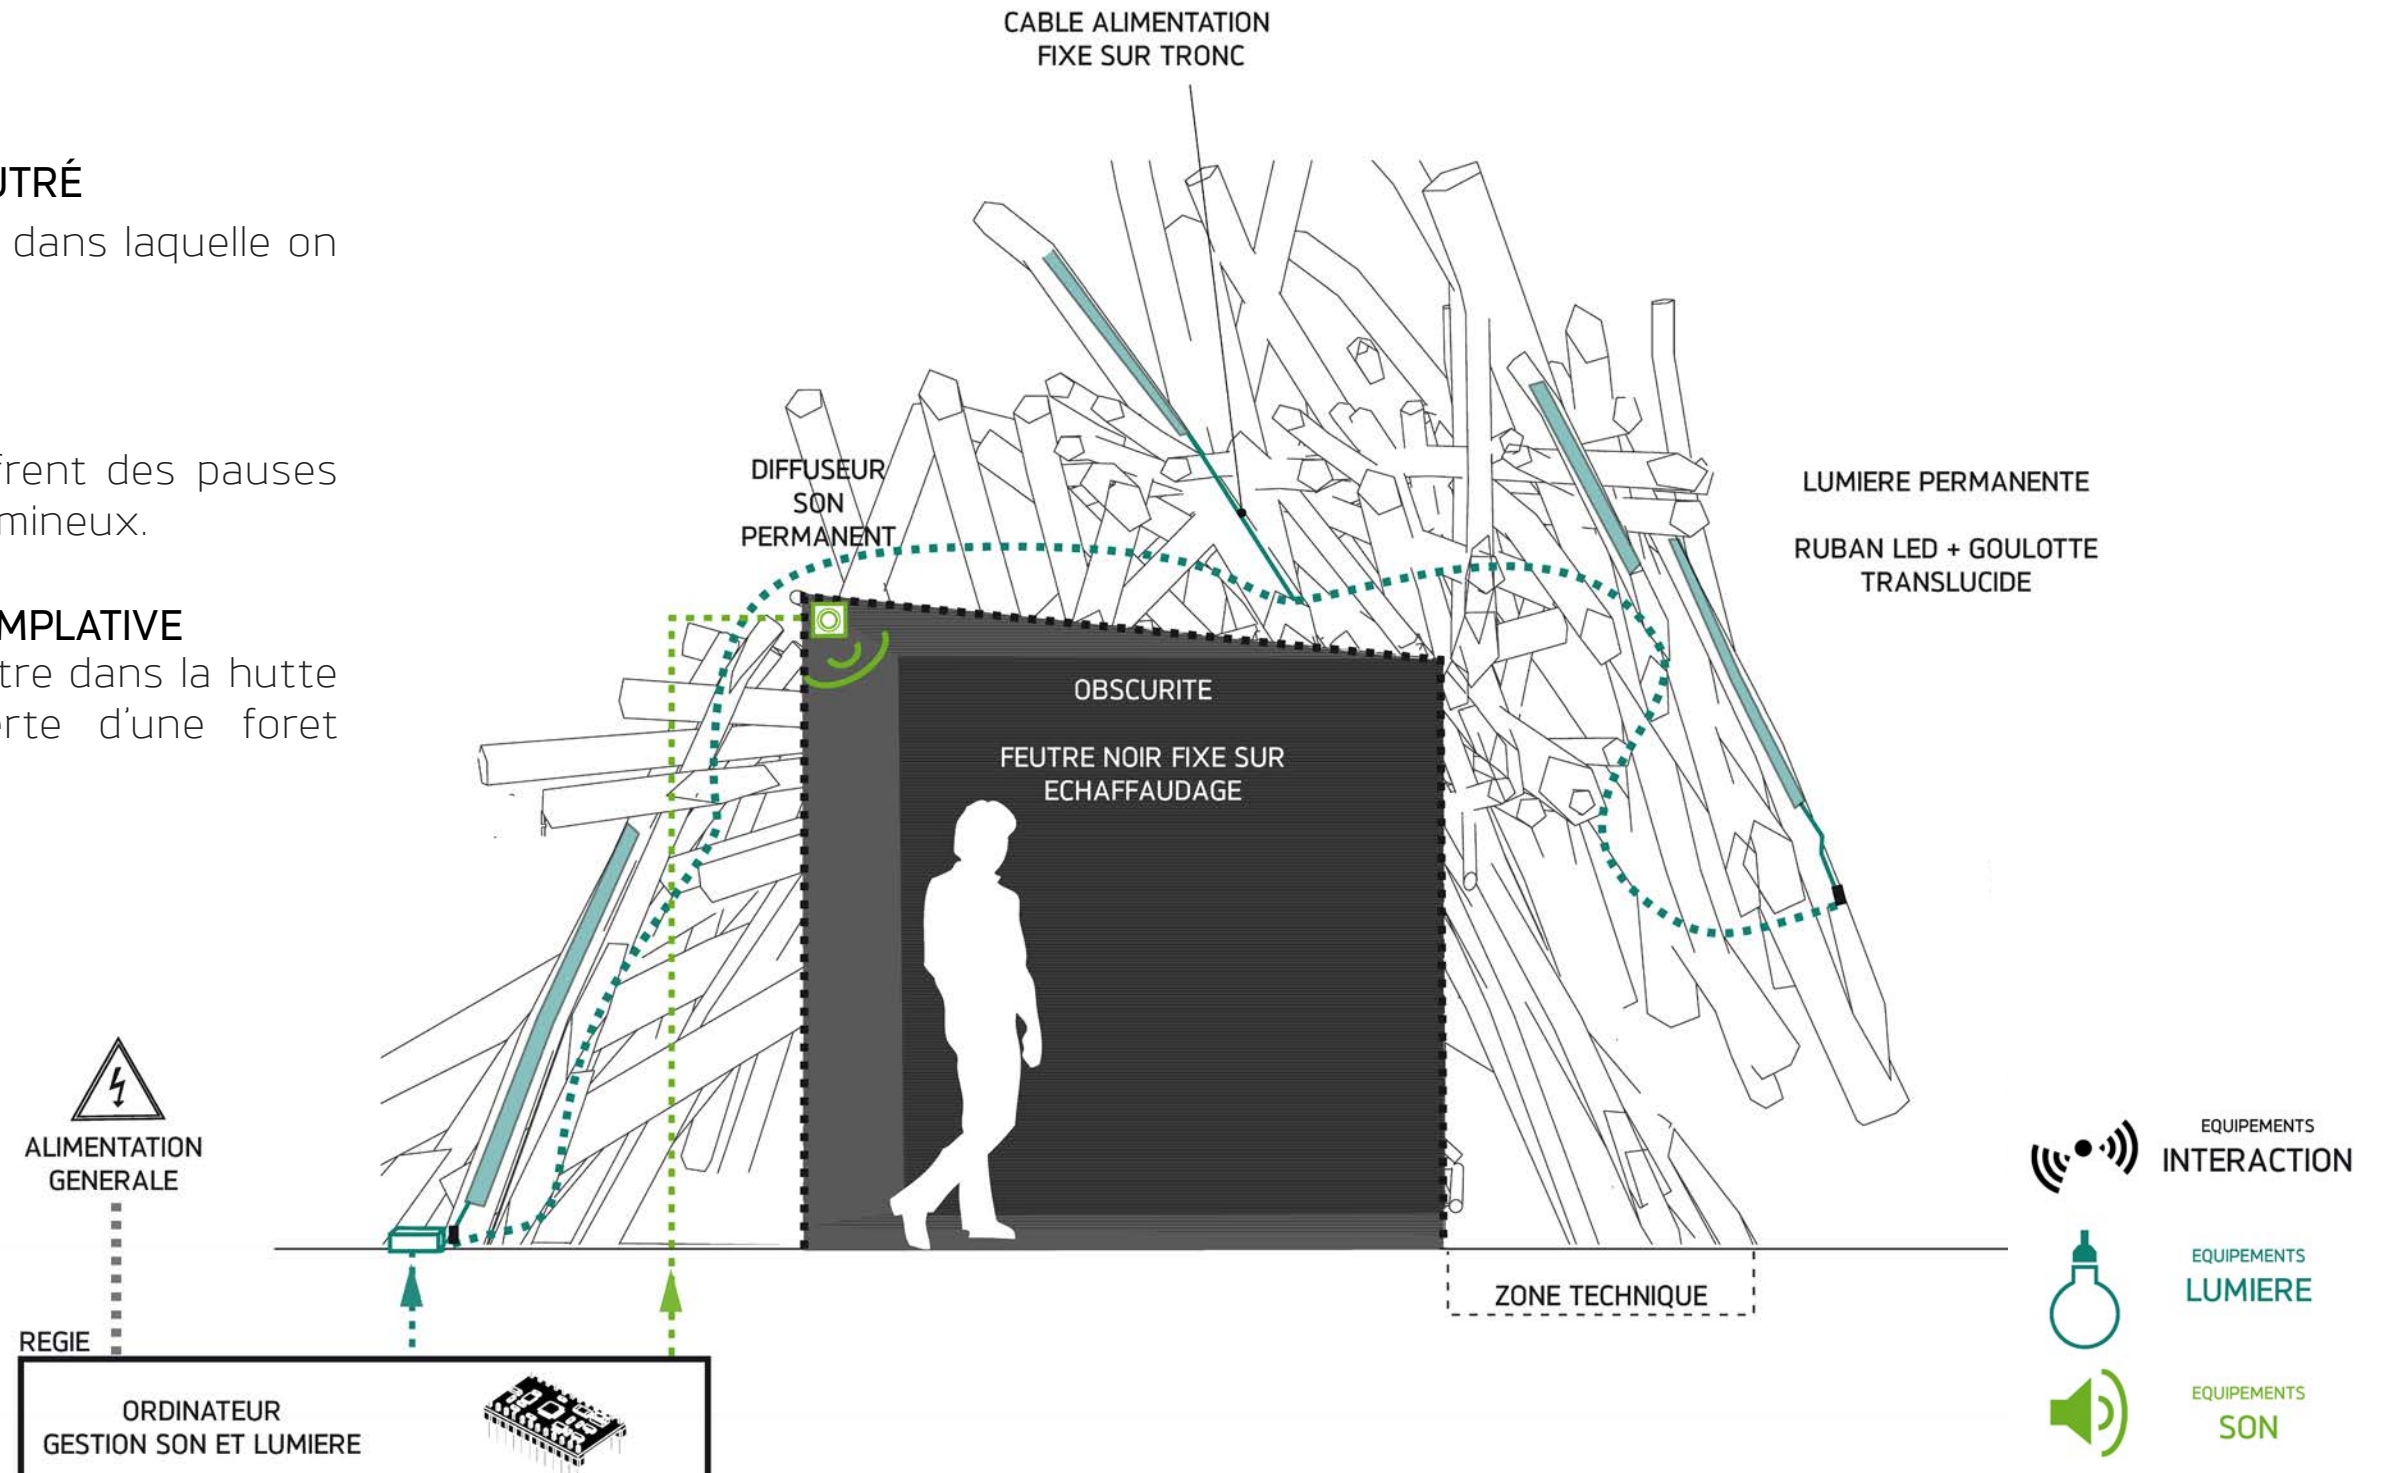 CABLE ALIMENTATION
FIXE SUR TRONC
UTRÉ
dans laquelle on
frent des pauses
mineux.
MPLATIVE
tre dans la hutte
erte d'une foret
DIFFUSEUR
SON
PERMANENT
LUMIERE PERMANENTE
RUBAN LED + GOULOTTE
TRANSLUCIDE
OBSCURITE
FEUTRE NOIR FIXE SUR
ECHAFFAUDAGE
ALIMENTATION
GENERALE
REGIE
ORDINATEUR
GESTION SON ET LUMIERE
ZONE TECHNIQUE
EQUIPEMENTS
INTERACTION
EQUIPEMENTS
LUMIERE
EQUIPEMENTS
SON